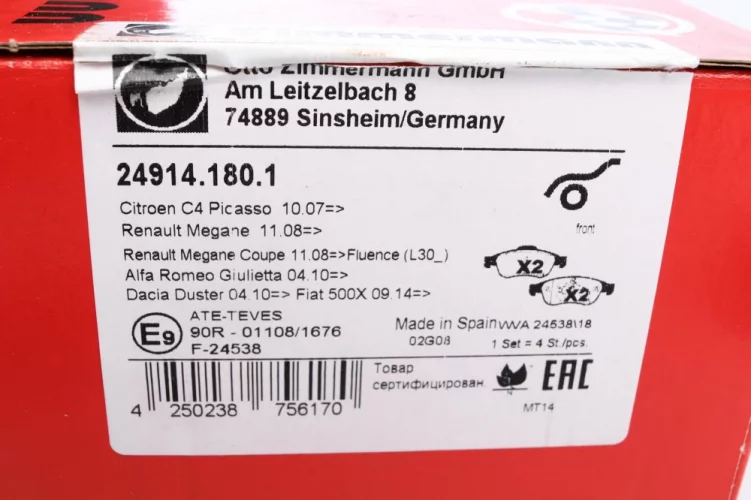 Otto Zimmermann GmbH
Am Leitzelbach 8
74889 Sinsheim/Germany
24914.180.1
Citroen C4 Picasso 10.07=>
Renault Megane 11.08=>
front
Renault Megane Coupe 11.08=>Fluence (L30_)
Alfa Romeo Giulietta 04.10=>
Dacia Duster 04.10=> Fiat 500X 09.14=>
X2
X2
E9
ATE-TEVES
90R - 01108/1676
F-24538
Made in Spain WVA 24538\18
02G08 1 Set = 4 St./pcs.
Товар
сертифицирован.
EAC
MT14
4 250238 756170